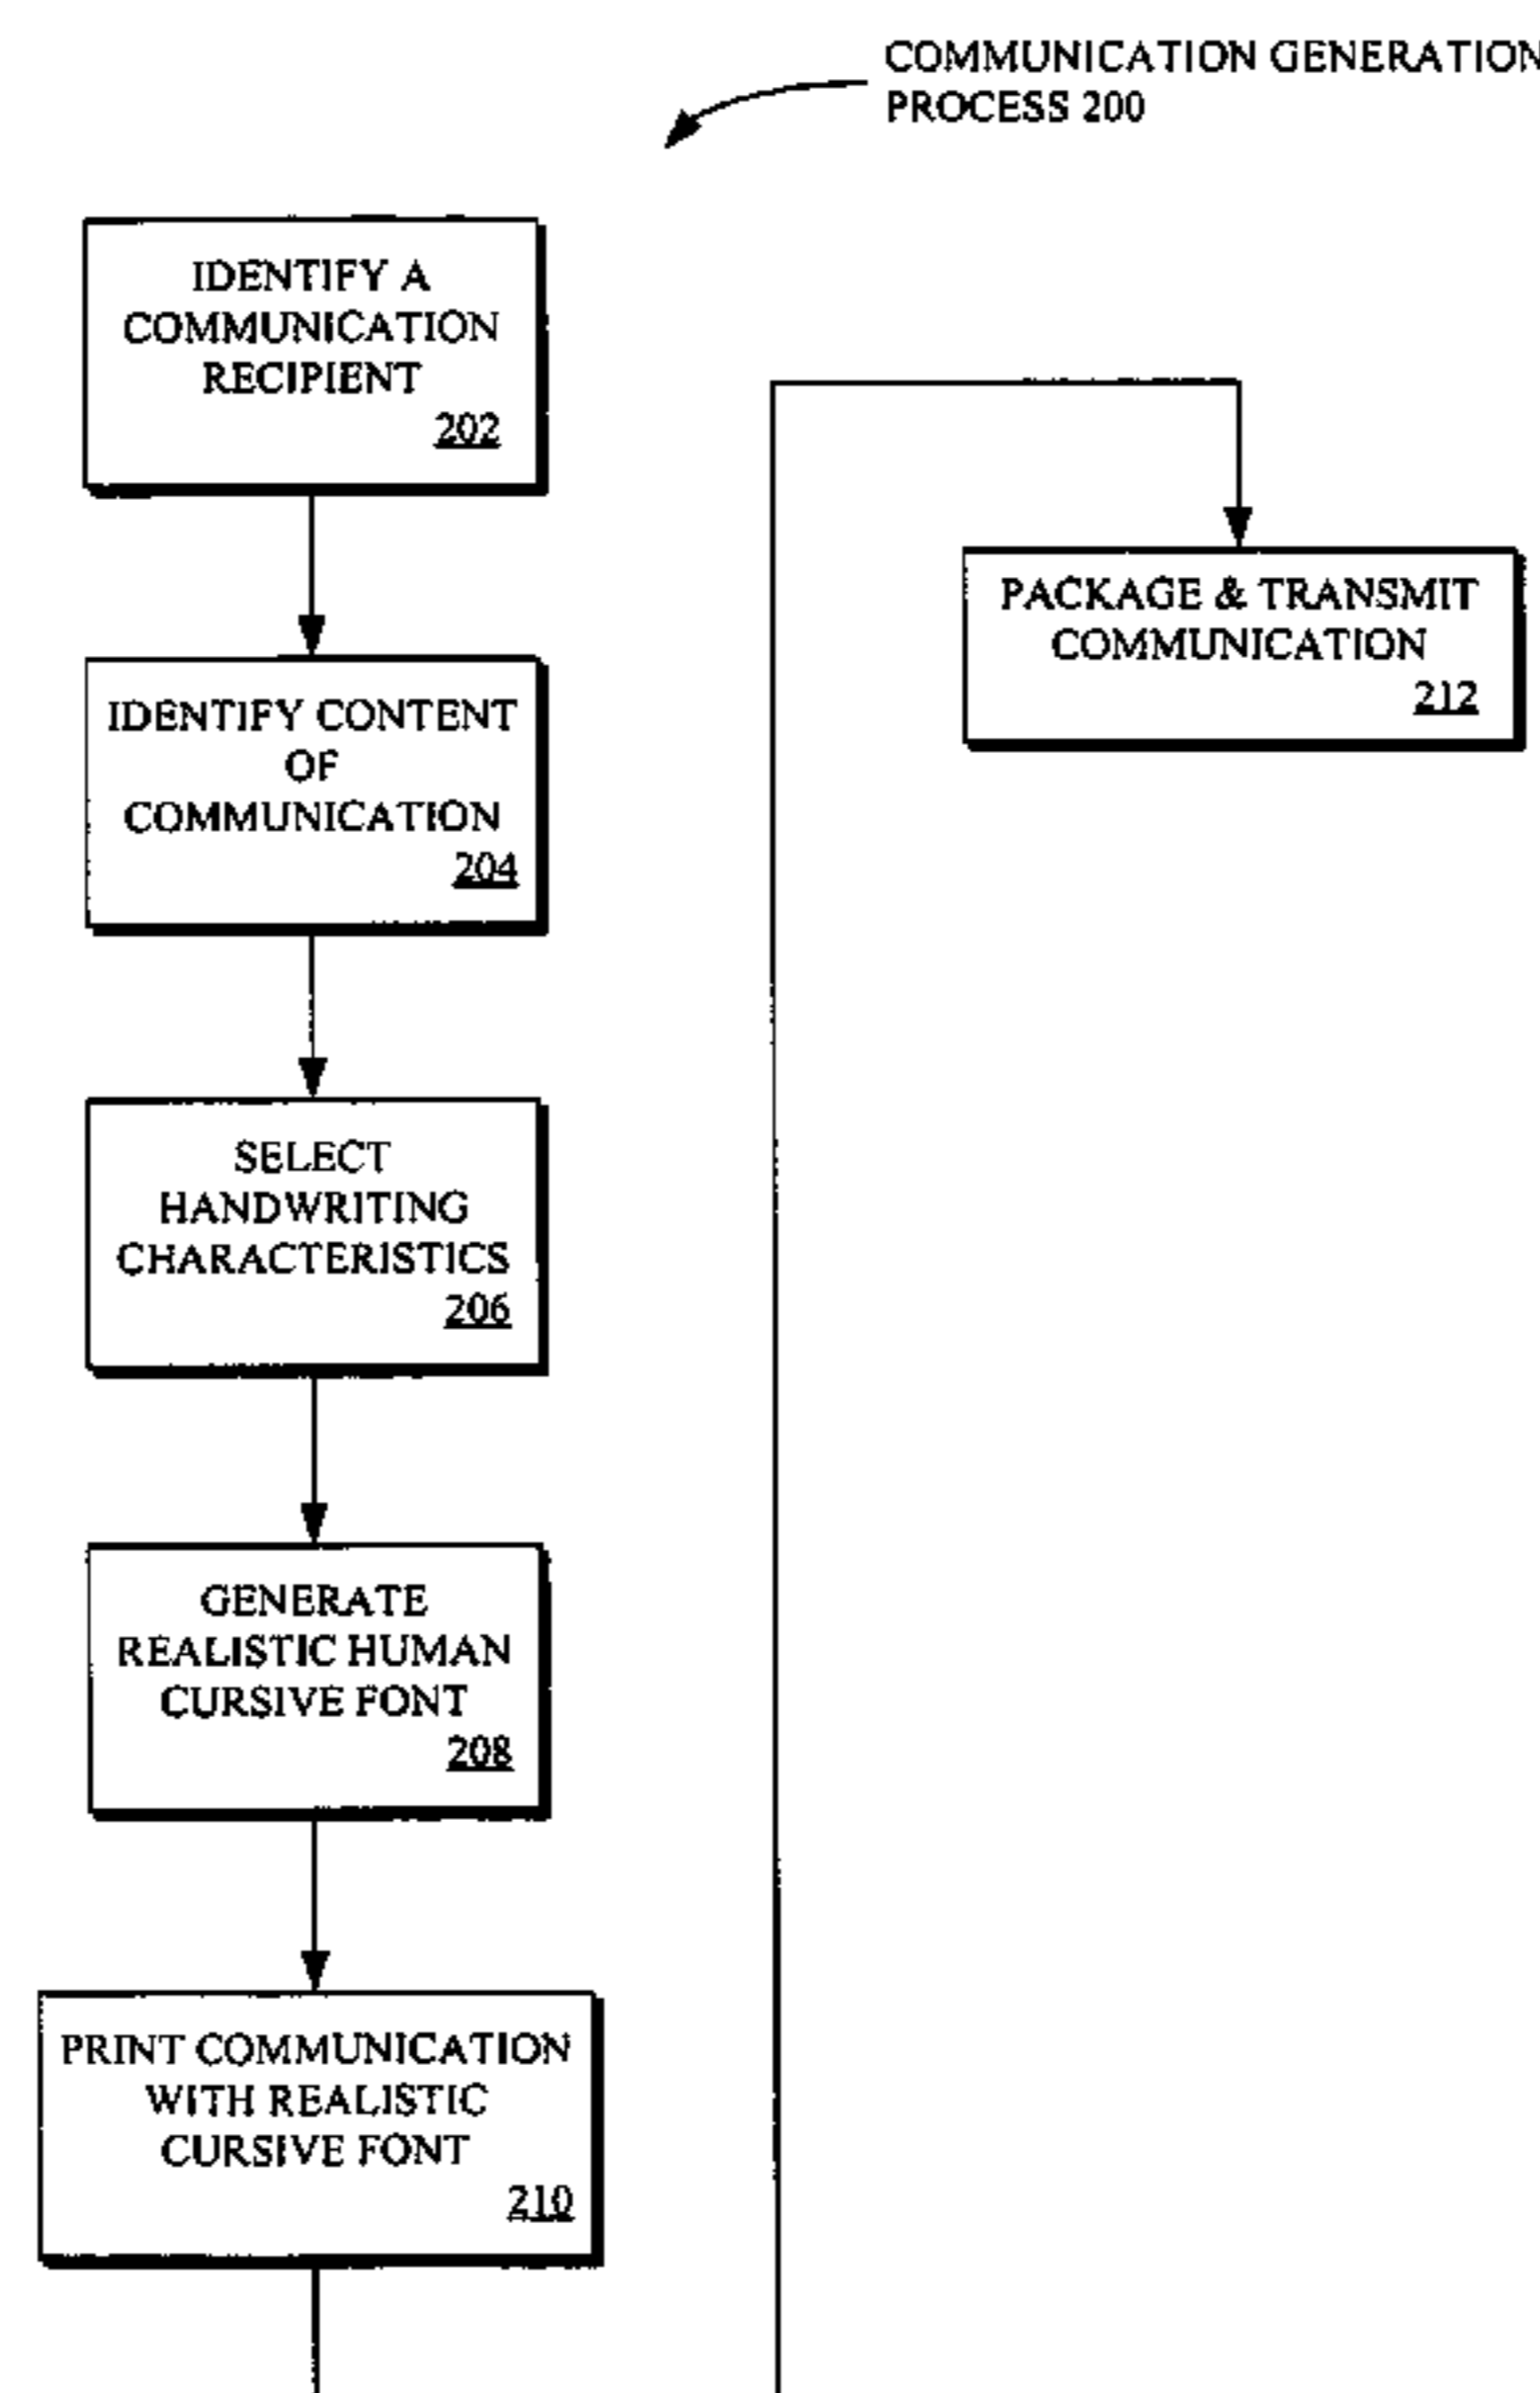 COMMUNICATION GENERATION
PROCESS 200
IDENTIFY A
COMMUNICATION
RECIPIENT
202
IDENTIFY CONTENT
OF
COMMUNICATION
204
SELECT
HANDWRITING
CHARACTERISTICS
206
GENERATE
REALISTIC HUMAN
CURSIVE FONT
208
PRINT COMMUNICATION
WITH REALISTIC
CURSIVE FONT
210
PACKAGE & TRANSMIT
COMMUNICATION
212